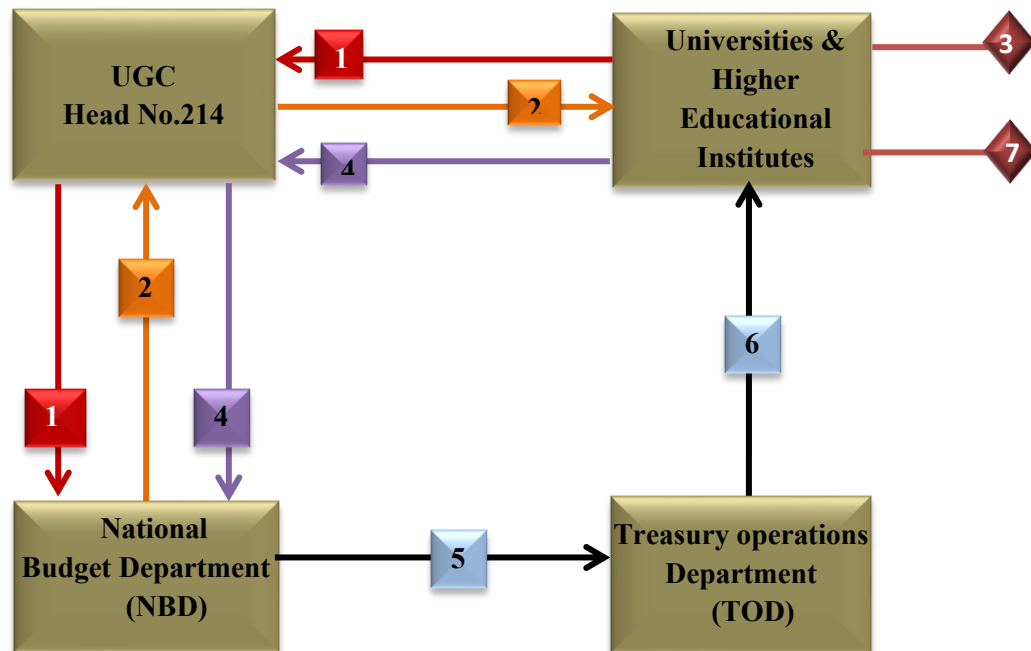 UGC
Head No.214
1
2
4
Universities &
Higher
Educational
Institutes
3
7
1
2
4
6
National
Budget Department
(NBD)
5
Treasury operations
Department
(TOD)